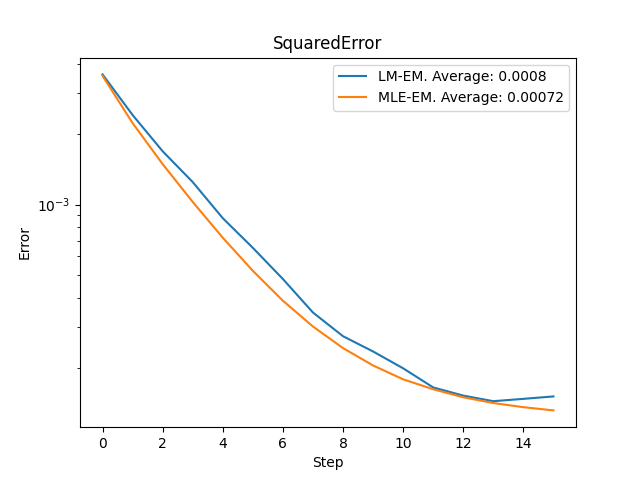 SquaredError
LM-EM. Average: 0.0008
MLE-EM. Average: 0.00072
10⁻³
Error
0 2 4 6 8 10 12 14
Step